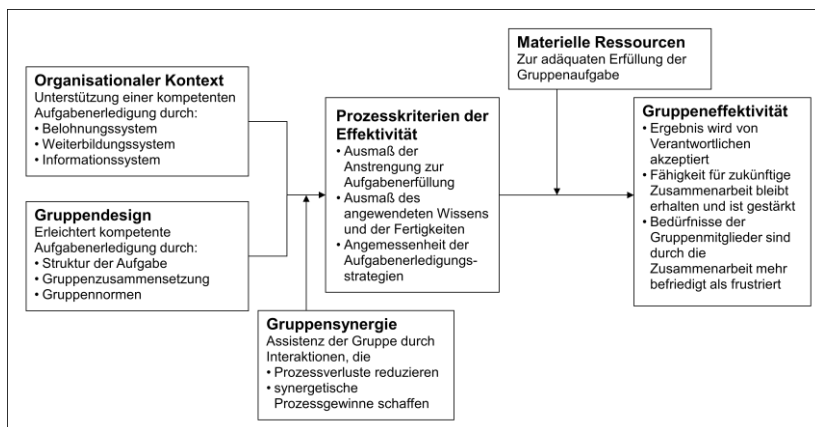 Organisationaler Kontext
Unterstützung einer kompetenten
Aufgabenerledigung durch:
• Belohnungssystem
• Weiterbildungssystem
• Informationssystem
Gruppendesign
Erleichtert kompetente
Aufgabenerledigung durch:
• Struktur der Aufgabe
• Gruppenzusammensetzung
• Gruppennormen
Gruppensynergie
Assistenz der Gruppe durch
Interaktionen, die
• Prozessverluste reduzieren
• synergetische
Prozessgewinne schaffen
Prozesskriterien der
Effektivität
• Ausmaß der
Anstrengung zur
Aufgabenerfüllung
• Ausmaß des
angewendeten Wissens
und der Fertigkeiten
• Angemessenheit der
Aufgabenerledigungs-
strategien
Materielle Ressourcen
Zur adäquaten Erfüllung der
Gruppenaufgabe
Gruppeneffektivität
• Ergebnis wird von
Verantwortlichen
akzeptiert
• Fähigkeit für zukünftige
Zusammenarbeit bleibt
erhalten und ist gestärkt
• Bedürfnisse der
Gruppenmitglieder sind
durch die
Zusammenarbeit mehr
befriedigt als frustriert